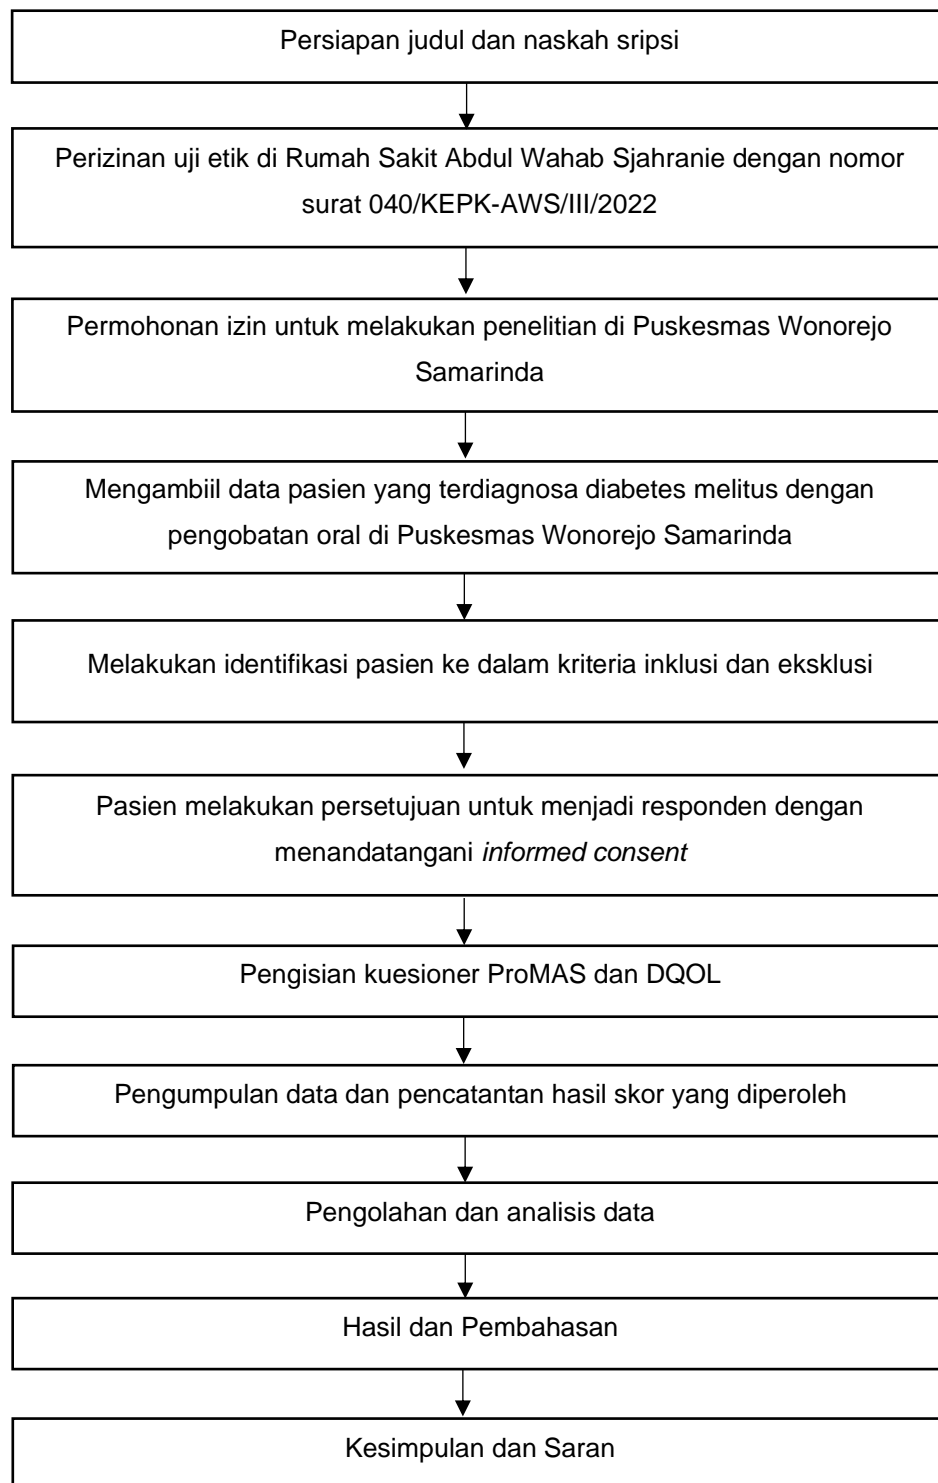 Persiapan judul dan naskah sripsi
Perizinan uji etik di Rumah Sakit Abdul Wahab Sjahranie dengan nomor
surat 040/KEPK-AWS/III/2022
Permohonan izin untuk melakukan penelitian di Puskesmas Wonorejo
Samarinda
Mengambiil data pasien yang terdiagnosa diabetes melitus dengan
pengobatan oral di Puskesmas Wonorejo Samarinda
Melakukan identifikasi pasien ke dalam kriteria inklusi dan eksklusi
Pasien melakukan persetujuan untuk menjadi responden dengan
menandatangani informed consent
Pengisian kuesioner ProMAS dan DQOL
Pengumpulan data dan pencatantan hasil skor yang diperoleh
Pengolahan dan analisis data
Hasil dan Pembahasan
Kesimpulan dan Saran